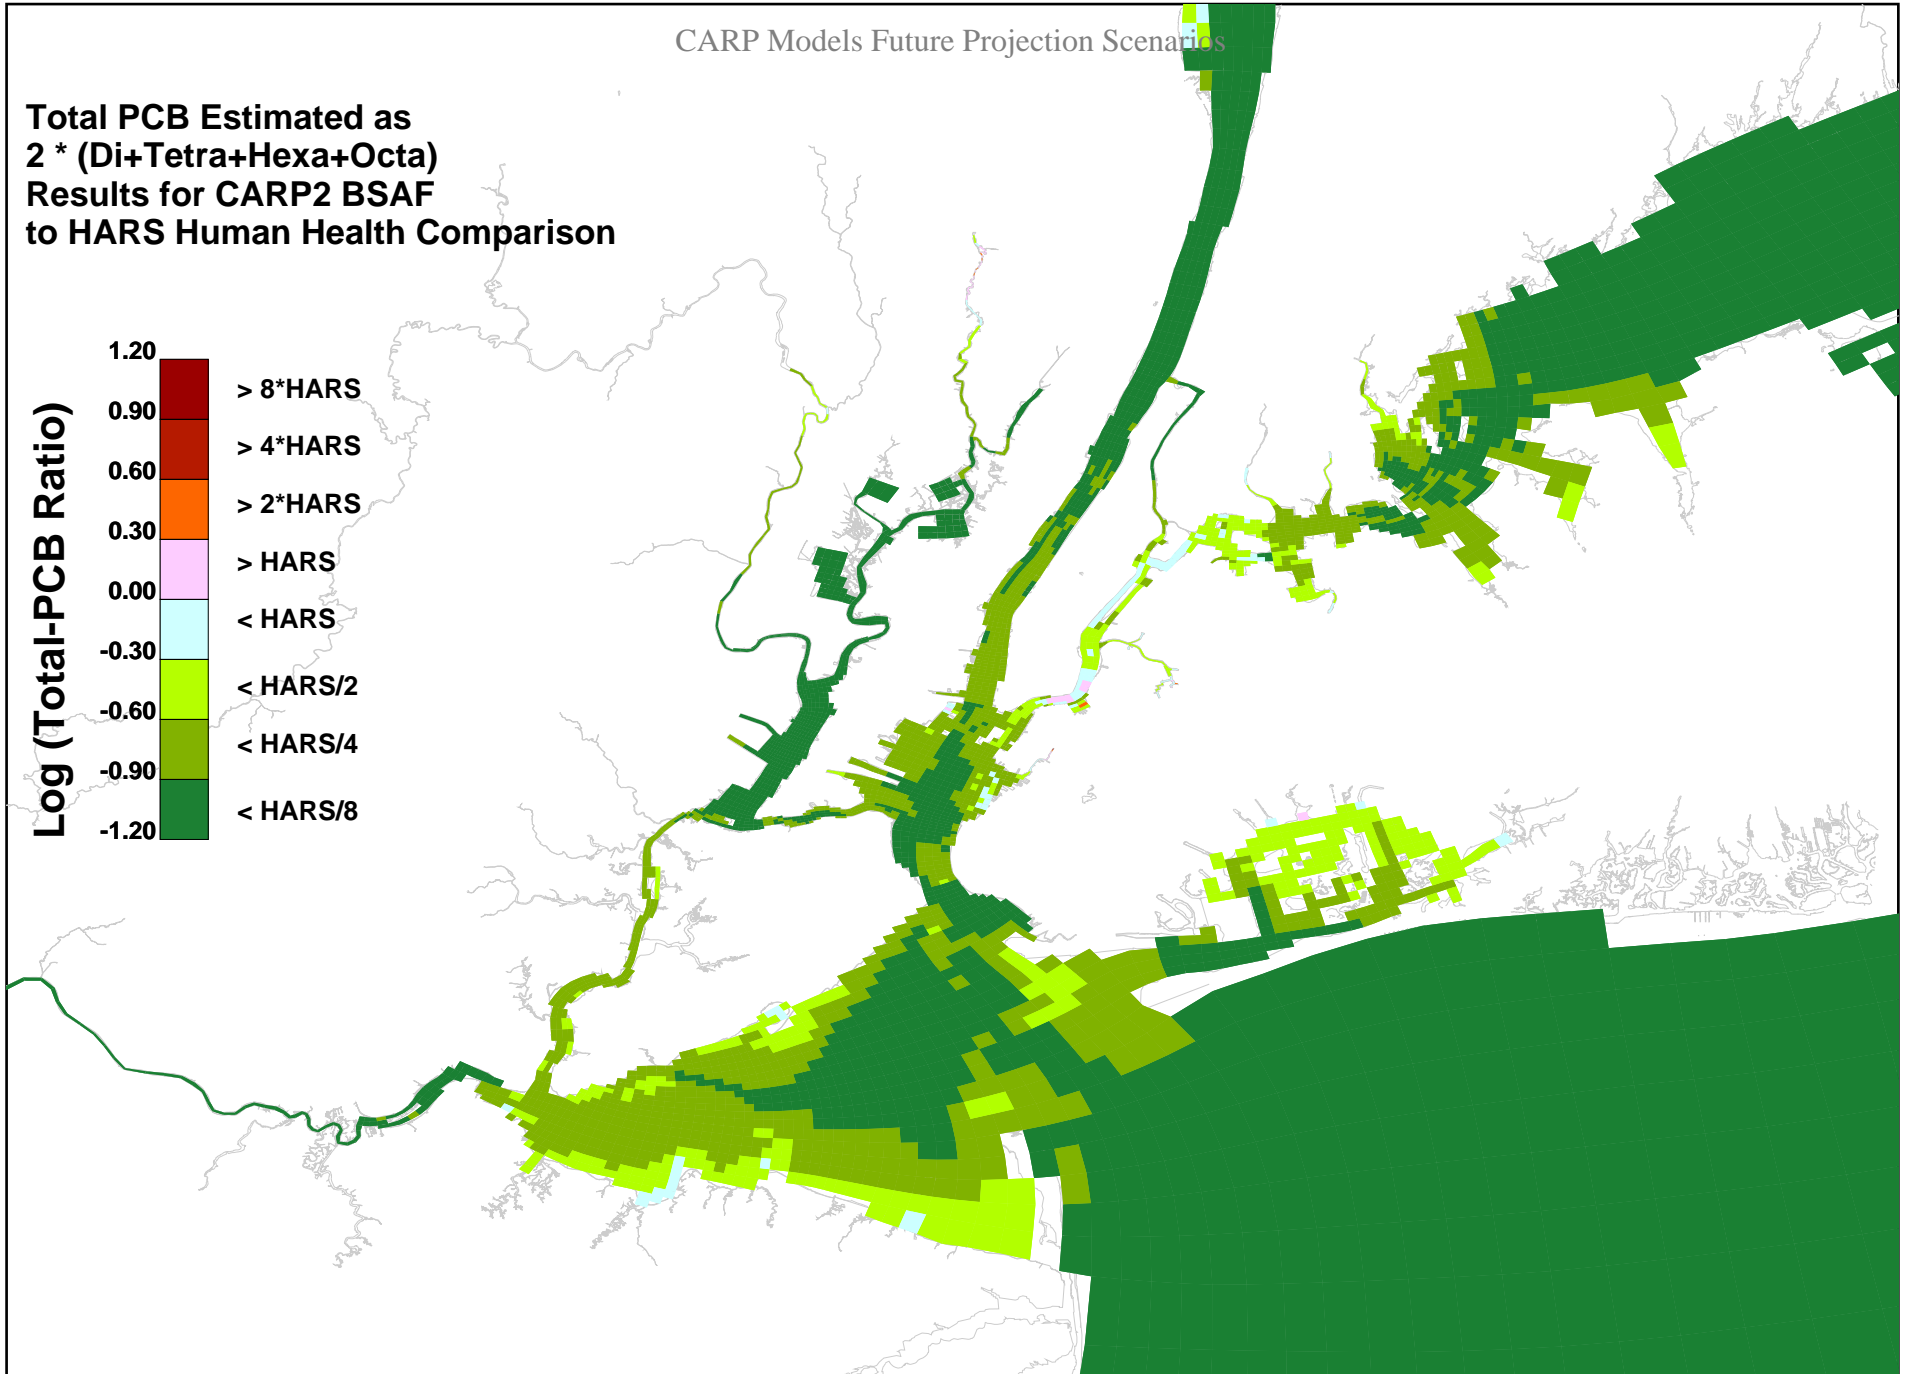 CARP Models Future Projection Scenarios
Total PCB Estimated as
2 * (Di+Tetra+Hexa+Octa)
Results for CARP2 BSAF
to HARS Human Health Comparison
Log (Total-PCB Ratio)
1.20
> 8*HARS
0.90
> 4*HARS
0.60
> 2*HARS
0.30
> HARS
0.00
< HARS
-0.30
< HARS/2
-0.60
< HARS/4
-0.90
< HARS/8
-1.20